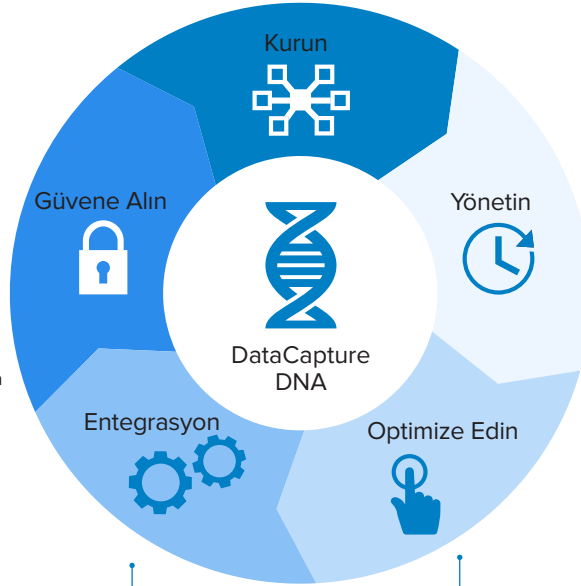 Kurun
Güvene Alın
Yönetin
DataCapture
DNA
Entegrasyon
Optimize Edin